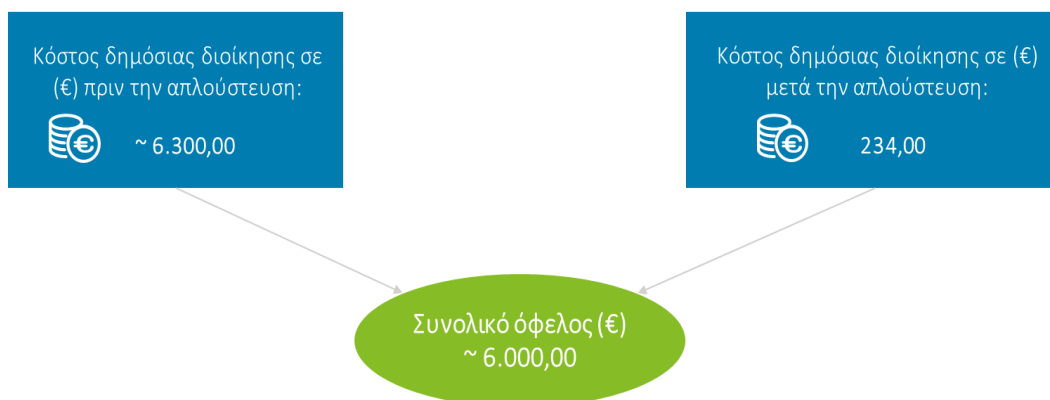 Κόστος δημόσιας διοίκησης σε
(€) πριν την απλούστευση:
~ 6.300,00
Κόστος δημόσιας διοίκησης σε (€)
μετά την απλούστευση:
234,00
Συνολικό όφελος (€)
~ 6.000,00